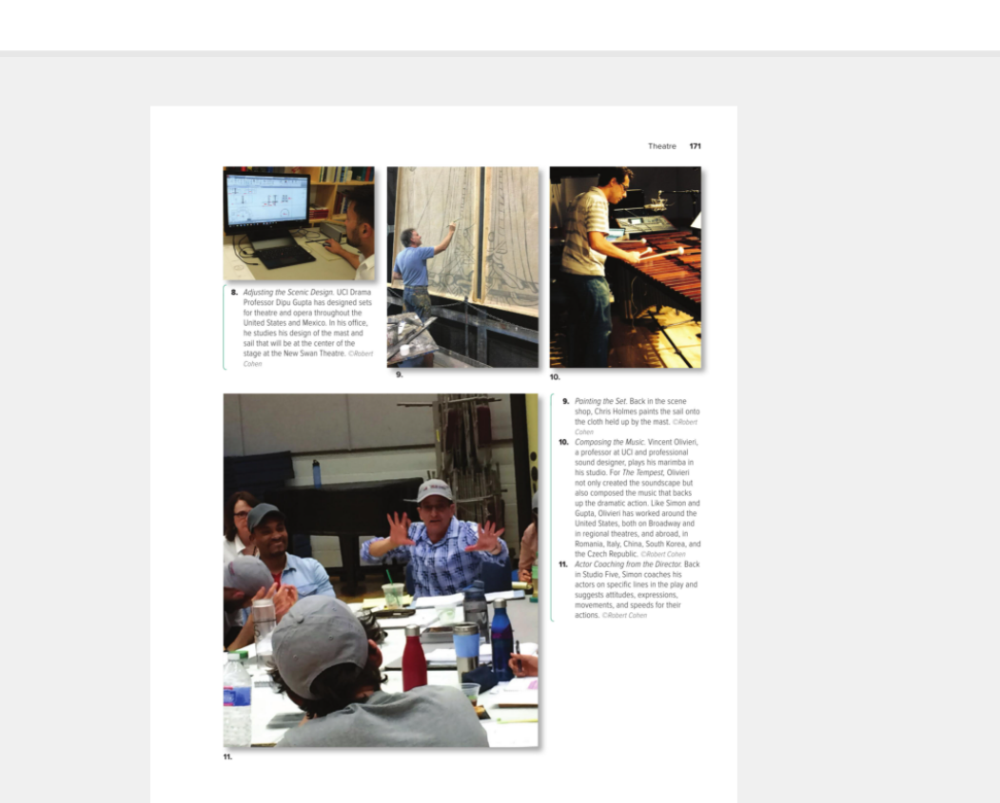 Theatre 171
8. Adjusting the Scenic Design. UCI Drama
Professor Dipu Gupta has designed sets
for theatre and opera throughout the
United States and Mexico. In his office,
he studies his design of the mast and
sail that will be at the center of the
stage at the New Swan Theatre. ©Robert
Cohen
9.
10.
9. Painting the Set. Back in the scene
shop, Chris Holmes paints the sail onto
the cloth held up by the mast. ©Robert
Cohen
10. Composing the Music. Vincent Olivieri,
a professor at UCI and professional
sound designer, plays his marimba in
his studio. For The Tempest, Olivieri
not only created the soundscape but
also composed the music that backs
up the dramatic action. Like Simon and
Gupta, Olivieri has worked around the
United States, both on Broadway and
in regional theatres, and abroad, in
Romania, Italy, China, South Korea, and
the Czech Republic. ©Robert Cohen
11. Actor Coaching from the Director. Back
in Studio Five, Simon coaches his
actors on specific lines in the play and
suggests attitudes, expressions,
movements, and speeds for their
actions. ©Robert Cohen
11.